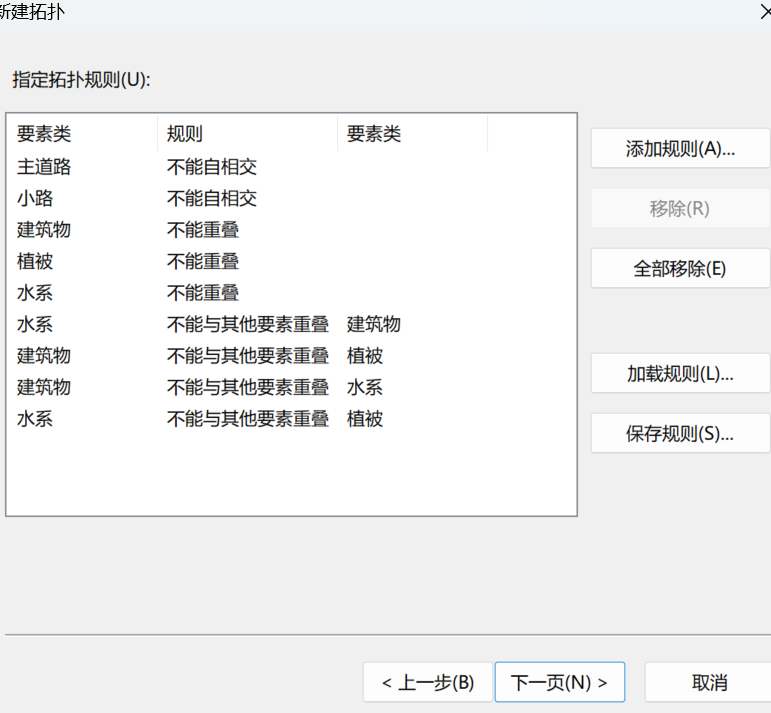 新建拓扑
指定拓扑规则(U):
要素类 规则 要素类
主道路 不能自相交
小路 不能自相交
建筑物 不能重叠
植被 不能重叠
水系 不能重叠
水系 不能与其他要素重叠 建筑物
建筑物 不能与其他要素重叠 植被
建筑物 不能与其他要素重叠 水系
水系 不能与其他要素重叠 植被
添加规则(A)...
移除(R)
全部移除(E)
加载规则(L)...
保存规则(S)...
< 上一步(B) 下一页(N) > 取消